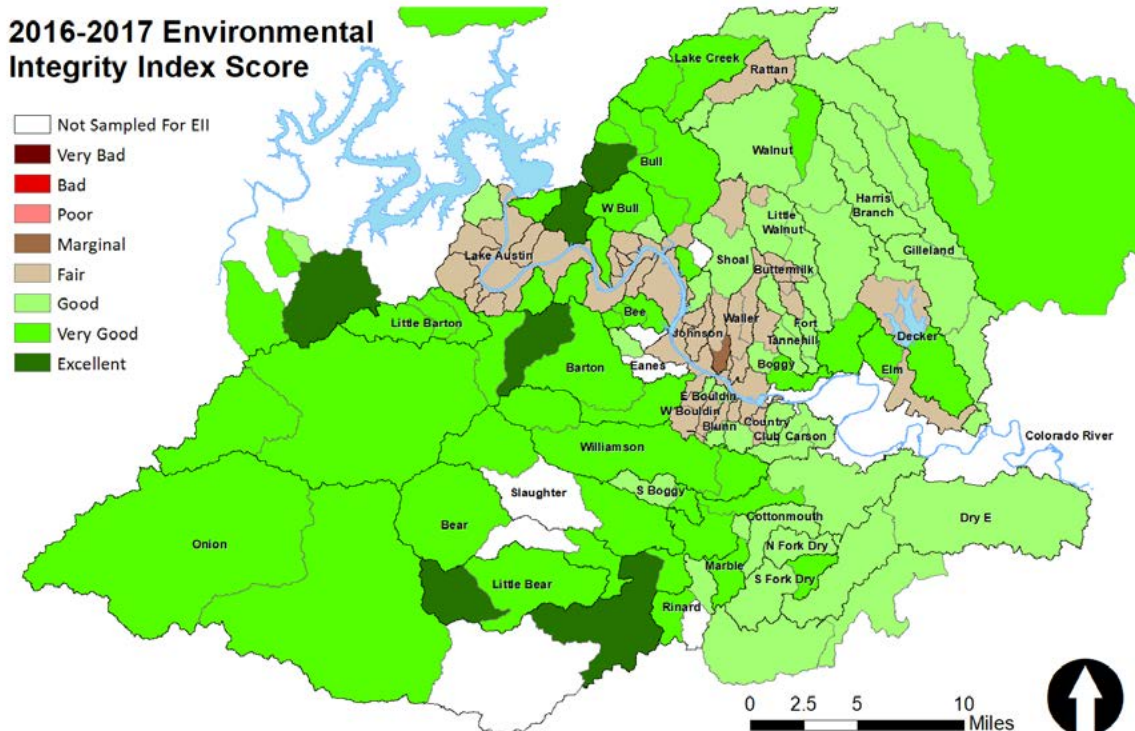 2016-2017 Environmental
Integrity Index Score
Not Sampled For EII
Very Bad
Bad
Poor
Marginal
Fair
Good
Very Good
Excellent
Lake Creek
Rattan
Bull
Walnut
W Bull
Harris
Branch
Little
Walnut
Gilleland
Lake Austin
Shoal
Buttermilk
Little Barton
Bee
Waller
Johnson
Fort
Tannehill
Decker
Barton
Eanes
Boggy
Elm
E Bouldin
W Bouldin
Blunn
Country
Club
Carson
Colorado River
Williamson
Slaughter
S Boggy
Bear
Cottonmouth
Dry E
Onion
N Fork Dry
Marble
S Fork Dry
Little Bear
Rinard
0 2.5 5 10
Miles